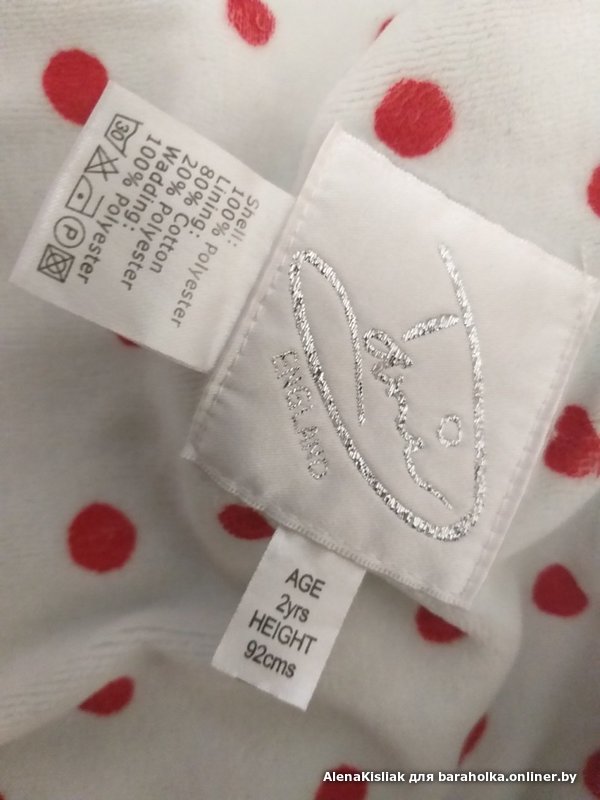 30 P
Shell:
100% Polyester
Lining:
80% Polyester
20% Cotton
Wadding:
100% Polyester
ENGLAND
AGE
2yrs
HEIGHT
92cms
AlenaKisliak для baraholka.onliner.by